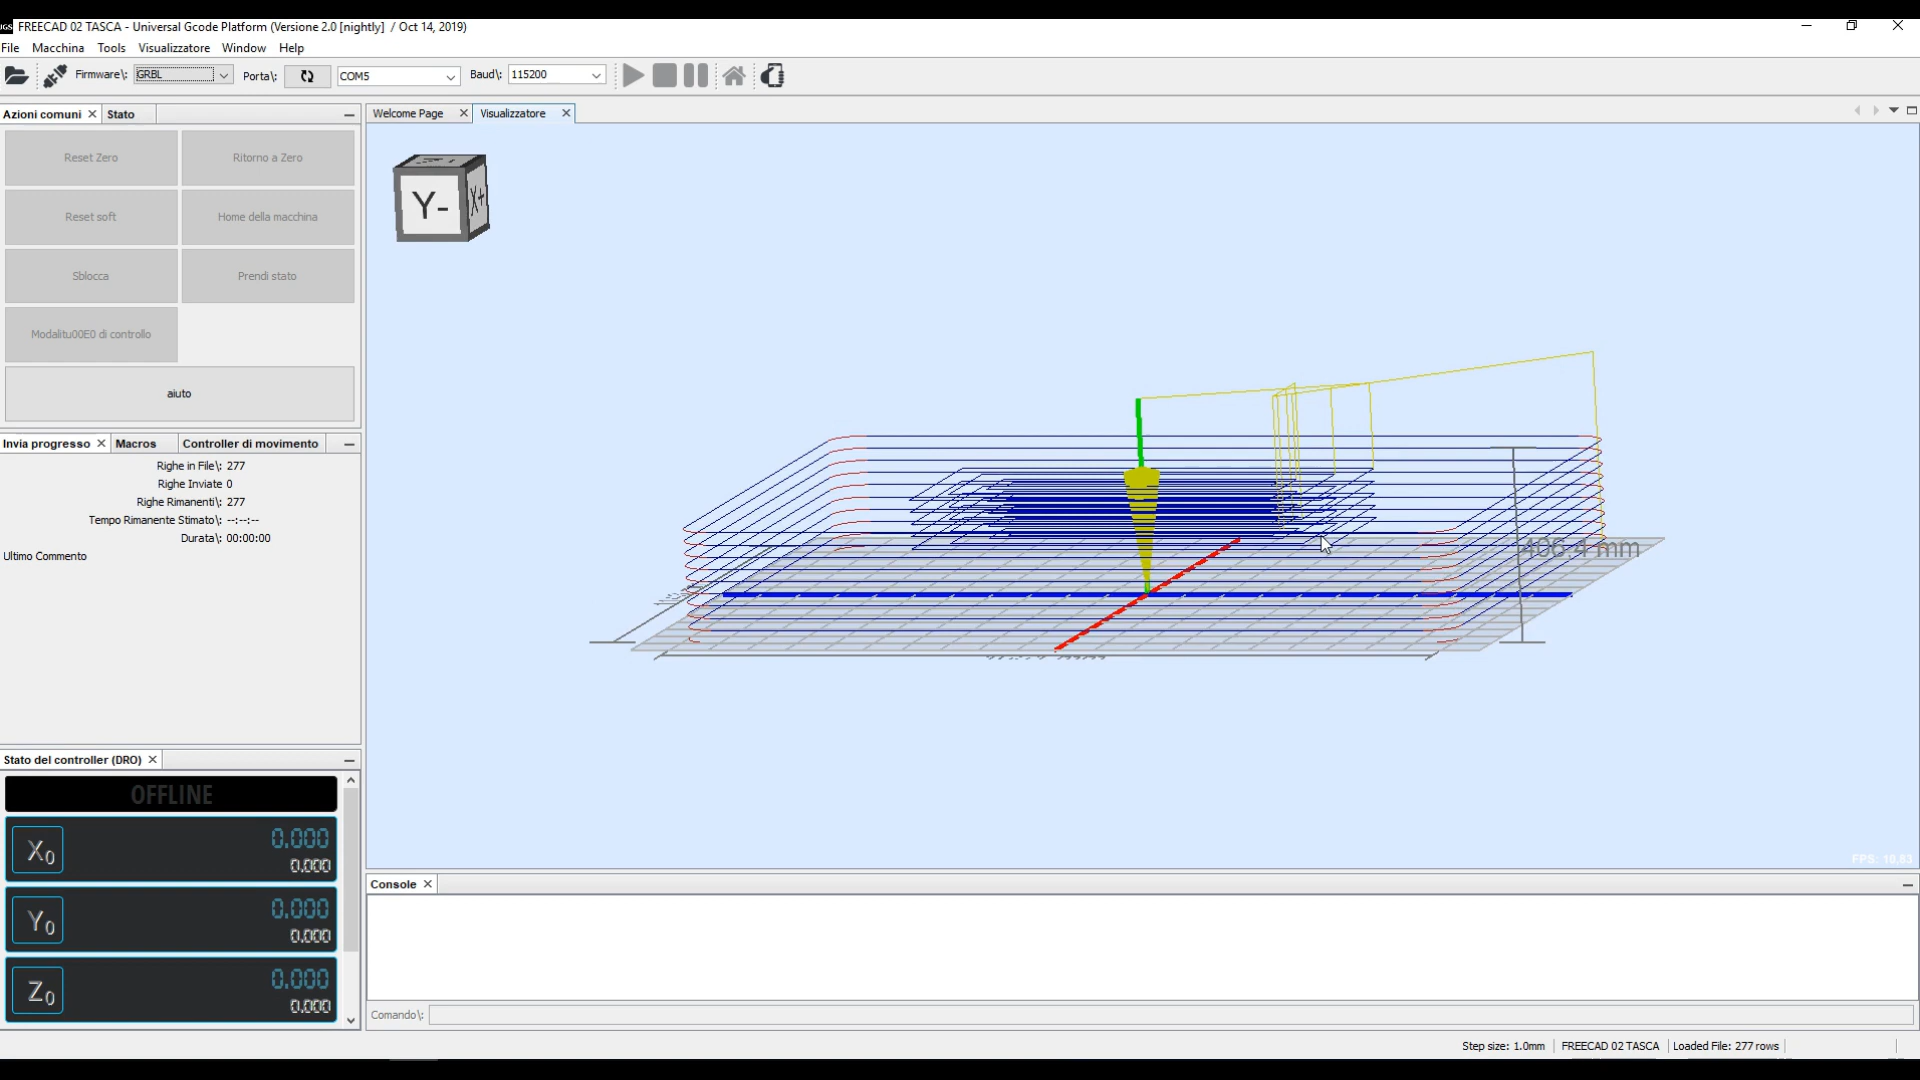 UGS FREECAD 02 TASCA - Universal Gcode Platform (Versione 2.0 [nightly] / Oct 14, 2019)
File Macchina Tools Visualizzatore Window Help
Firmware\: GRBL Porta\: COM5 Baud\: 115200
Azioni comuni Stato
Welcome Page Visualizzatore
Reset Zero Ritorno a Zero
Reset soft Home della macchina
Sblocca Prendi stato
Modalitu00E0 di controllo
aiuto
Y- X+
Invia progesso Macros Controller di movimento
Righe in File\: 277
Righe Inviate 0
Righe Rimanenti\: 277
Tempo Rimanente Stimato\: --:--:--
Durata\: 00:00:00
Ultimo Commento
406.4 mm
Stato del controller (DRO)
OFFLINE
X0 0.000
0.000
Y0 0.000
0.000
Z0 0.000
0.000
FPS: 10,63
Console
Comando\:
Step size: 1.0mm FREECAD 02 TASCA Loaded File: 277 rows